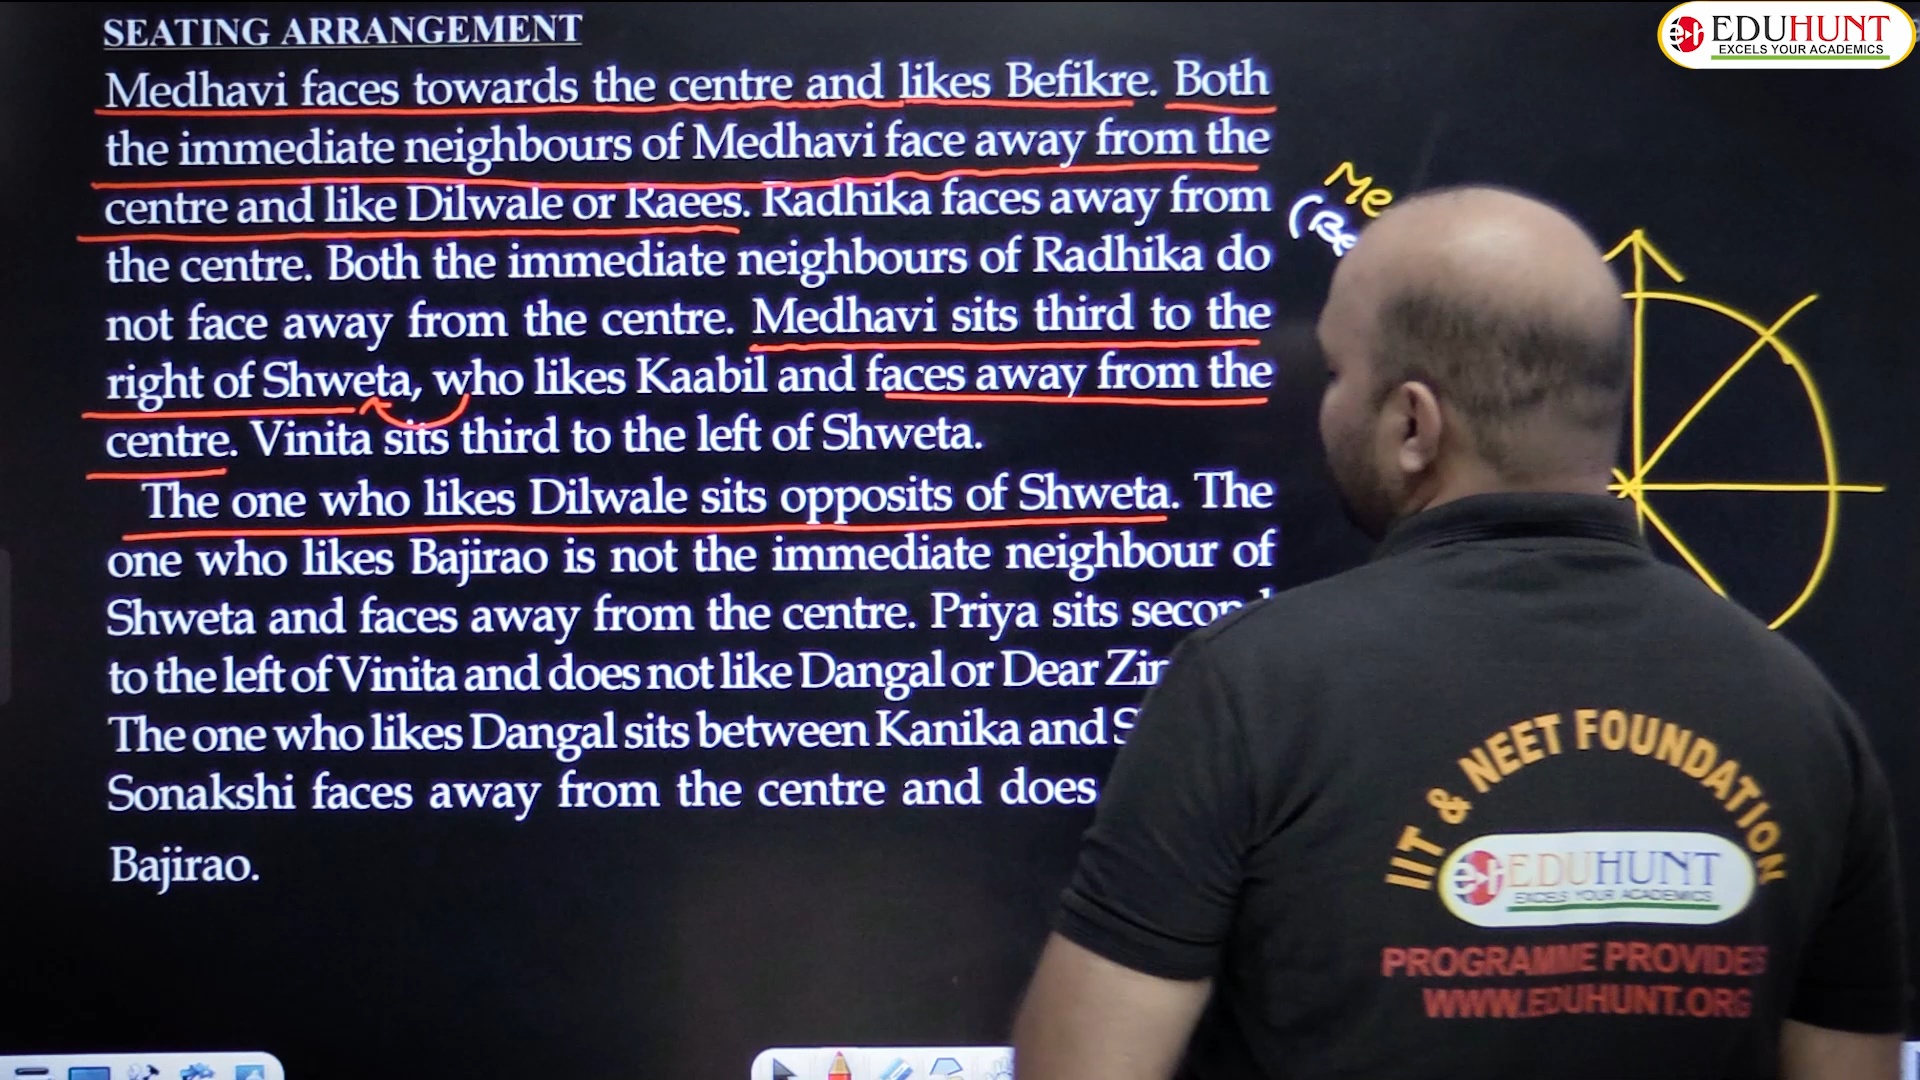 SEATING ARRANGEMENT
EDUHUNT
EXCELS YOUR ACADEMICS
Medhavi faces towards the centre and likes Befikre. Both
the immediate neighbours of Medhavi face away from the
centre and like Dilwale or Raees. Radhika faces away from
the centre. Both the immediate neighbours of Radhika do
not face away from the centre. Medhavi sits third to the
right of Shweta, who likes Kaabil and faces away from the
centre. Vinita sits third to the left of Shweta.
The one who likes Dilwale sits opposits of Shweta. The
one who likes Bajirao is not the immediate neighbour of
Shweta and faces away from the centre. Priya sits
to the left of Vinita and does not like Dangal or Dear
The one who likes Dangal sits between Kanika and
Sonakshi faces away from the centre and does
Bajirao.
Me
(Be
IIT & NEET FOUNDATION
EDUHUNT
EXCELS YOUR ACADEMICS
PROGRAMME PROVIDER
WWW.EDUHUNT.ORG